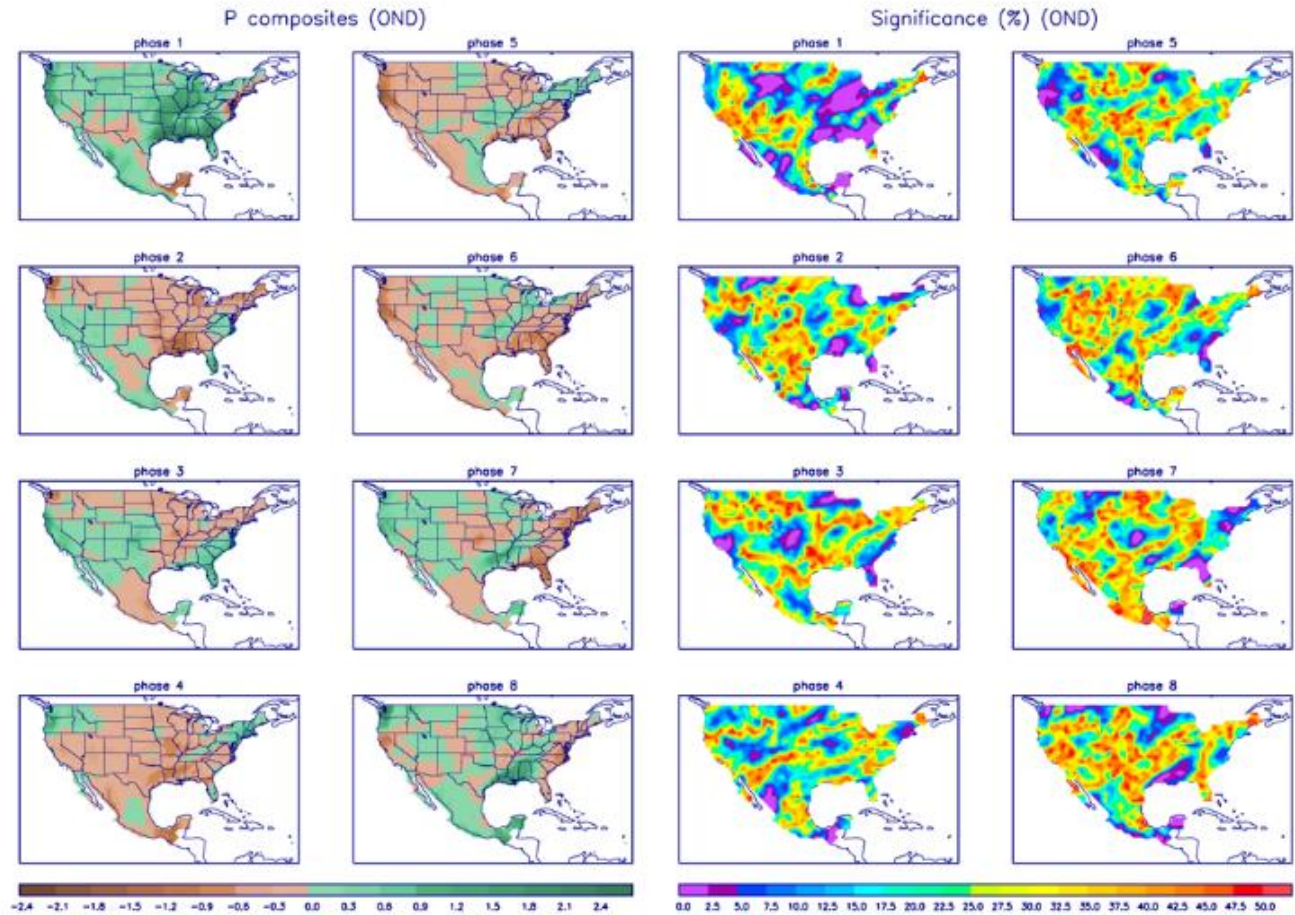 P composites (OND) Significance (%) (OND)
phase 1 phase 5 phase 1 phase 5
phase 2 phase 6 phase 2 phase 6
phase 3 phase 7 phase 3 phase 7
phase 4 phase 8 phase 4 phase 8
-2.4 -2.1 -1.8 -1.5 -1.2 -0.9 -0.6 -0.3 0.0 0.3 0.6 0.9 1.2 1.5 1.8 2.1 2.4 0.0 2.5 5.0 7.5 10.0 12.5 15.0 17.5 20.0 22.5 25.0 27.5 30.0 32.5 35.0 37.5 40.0 42.5 45.0 47.5 50.0